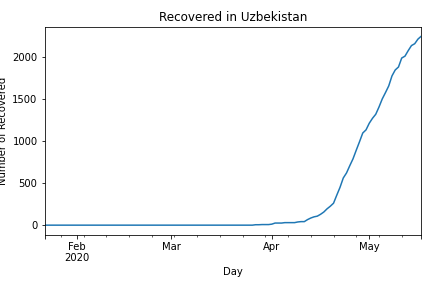 Recovered in Uzbekistan
Number of Recovered
2000
1500
1000
500
0
Feb
2020
Mar
Apr
May
Day